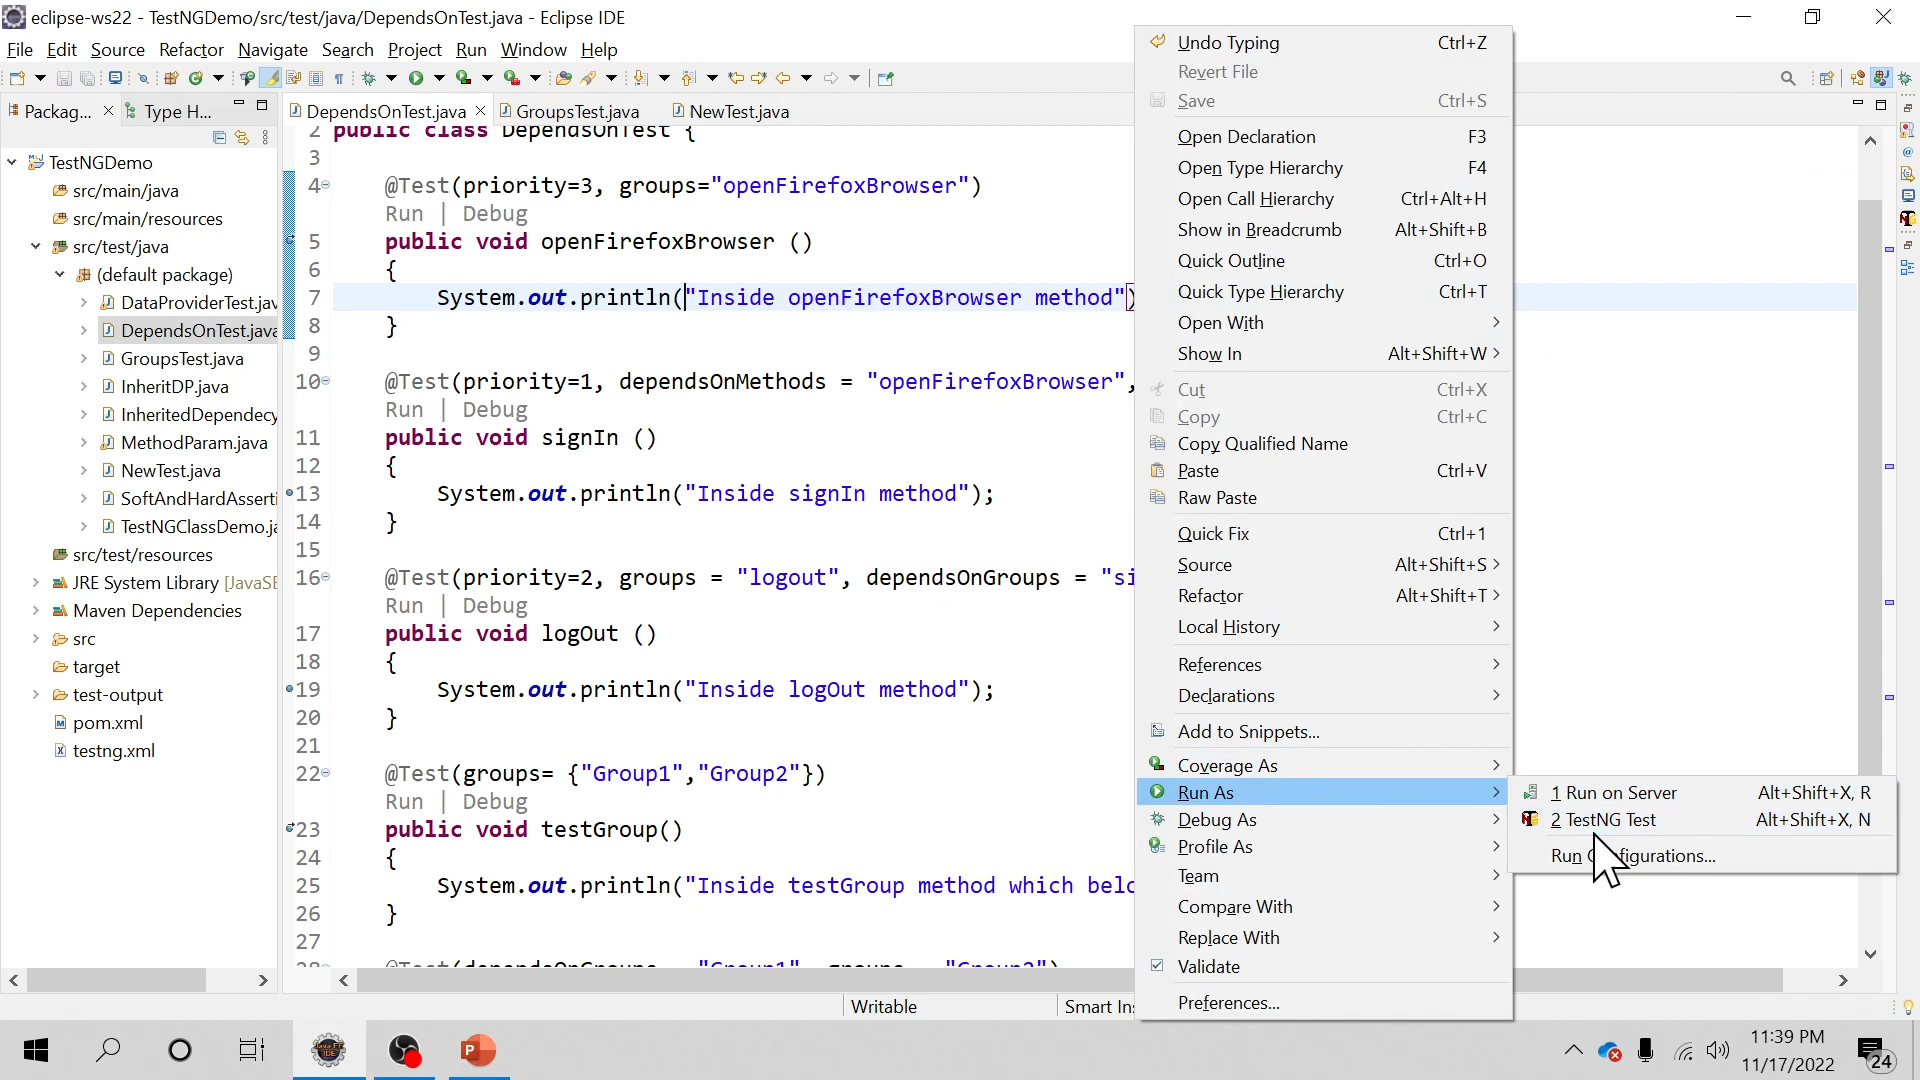 eclipse-ws22 - TestNGDemo/src/test/java/DependsOnTest.java - Eclipse IDE
File Edit Source Refactor Navigate Search Project Run Window Help
Packag... Type H...
TestNGDemo
src/main/java
src/main/resources
src/test/java
(default package)
DataProviderTest.jav
DependsOnTest.java
GroupsTest.java
InheritDP.java
InheritedDependecy
MethodParam.java
NewTest.java
SoftAndHardAsserti
TestNGClassDemo.ja
src/test/resources
JRE System Library [JavaSE
Maven Dependencies
src
target
test-output
pom.xml
testng.xml
DependsOnTest.java GroupsTest.java NewTest.java
2 public class DependsOnTest {
3
4 @Test(priority=3, groups="openFirefoxBrowser")
Run | Debug
5 public void openFirefoxBrowser ()
6 {
7 System.out.println("Inside openFirefoxBrowser method")
8 }
9
10 @Test(priority=1, dependsOnMethods = "openFirefoxBrowser",
Run | Debug
11 public void signIn ()
12 {
13 System.out.println("Inside signIn method");
14 }
15
16 @Test(priority=2, groups = "logout", dependsOnGroups = "si
Run | Debug
17 public void logOut ()
18 {
19 System.out.println("Inside logOut method");
20 }
21
22 @Test(groups= {"Group1","Group2"})
Run | Debug
23 public void testGroup()
24 {
25 System.out.println("Inside testGroup method which belo
26 }
27
28 @Test(dependsOnGroups = "Group1", groups = "Group2")
Undo Typing Ctrl+Z
Revert File
Save Ctrl+S
Open Declaration F3
Open Type Hierarchy F4
Open Call Hierarchy Ctrl+Alt+H
Show in Breadcrumb Alt+Shift+B
Quick Outline Ctrl+O
Quick Type Hierarchy Ctrl+T
Open With
Show In Alt+Shift+W
Cut Ctrl+X
Copy Ctrl+C
Copy Qualified Name
Paste Ctrl+V
Raw Paste
Quick Fix Ctrl+1
Source Alt+Shift+S
Refactor Alt+Shift+T
Local History
References
Declarations
Add to Snippets...
Coverage As
Run As
Debug As
Profile As
Team
Compare With
Replace With
Validate
Preferences...
1 Run on Server Alt+Shift+X, R
2 TestNG Test Alt+Shift+X, N
Run figurations...
Writable Smart Ins
11:39 PM
11/17/2022
24